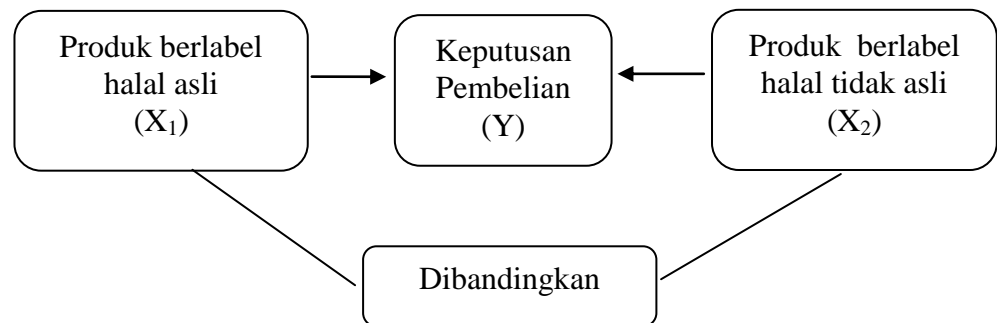 Produk berlabel
halal asli
(X₁)
Keputusan
Pembelian
(Y)
Produk berlabel
halal tidak asli
(X₂)
Dibandingkan